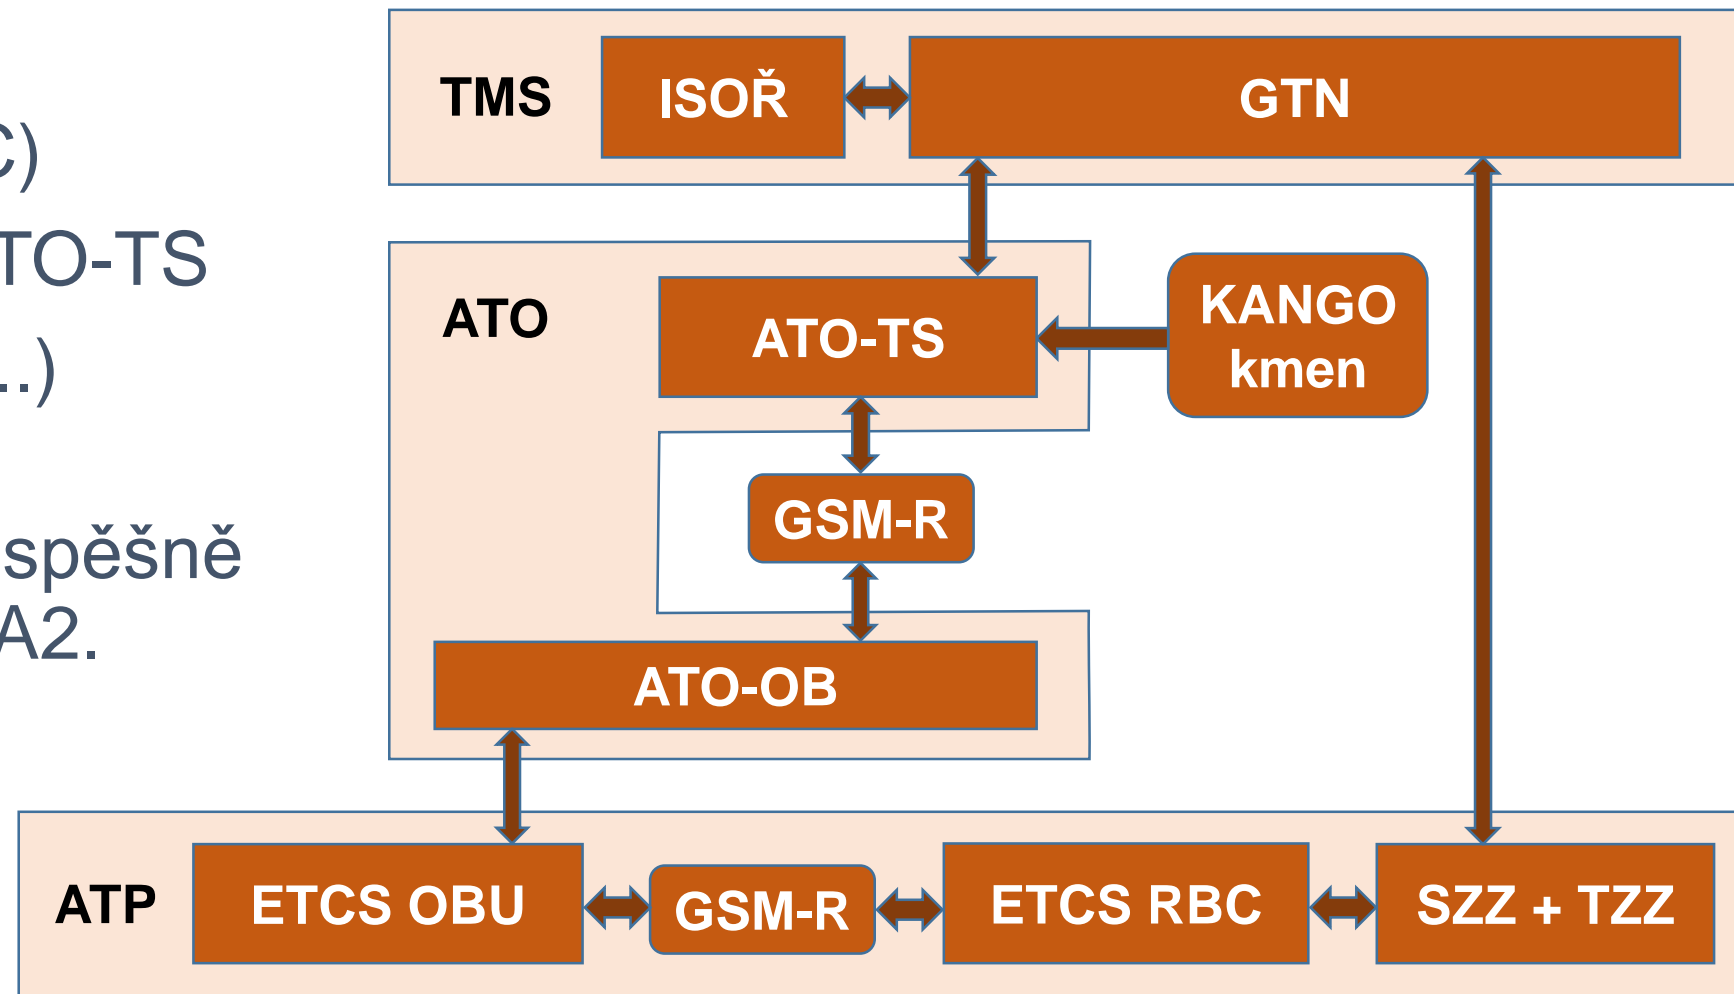 C)
TO-TS
..)
spěšně
A2.
TMS
ISOŘ
GTN
ATO
ATO-TS
KANGO
kmen
GSM-R
ATO-OB
ATP
ETCS OBU
GSM-R
ETCS RBC
SZZ + TZZ